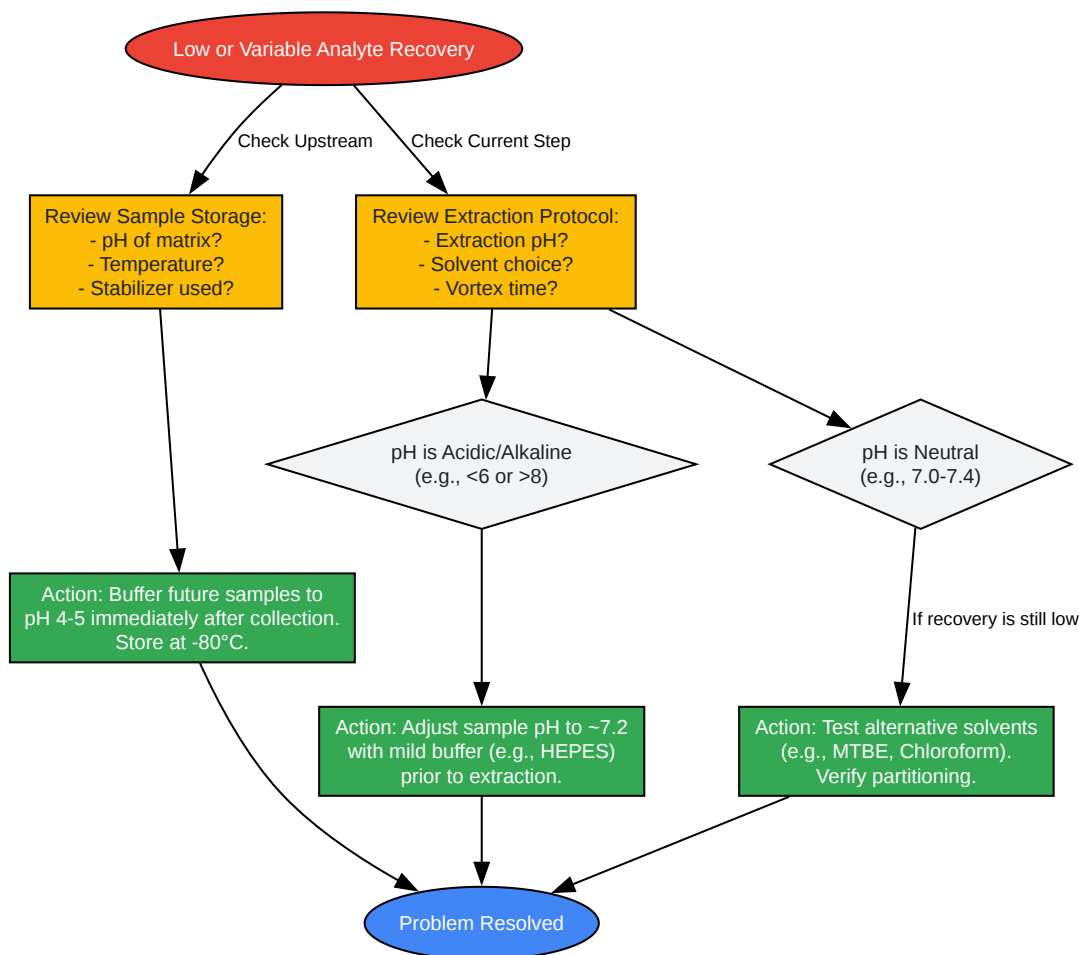 Low or Variable Analyte Recovery
Check Upstream
Check Current Step
Review Sample Storage:
- pH of matrix?
- Temperature?
- Stabilizer used?
Review Extraction Protocol:
- Extraction pH?
- Solvent choice?
- Vortex time?
pH is Acidic/Alkaline
(e.g., <6 or >8)
pH is Neutral
(e.g., 7.0-7.4)
Action: Buffer future samples to
pH 4-5 immediately after collection.
Store at -80°C.
If recovery is still low
Action: Adjust sample pH to ~7.2
with mild buffer (e.g., HEPES)
prior to extraction.
Action: Test alternative solvents
(e.g., MTBE, Chloroform).
Verify partitioning.
Problem Resolved